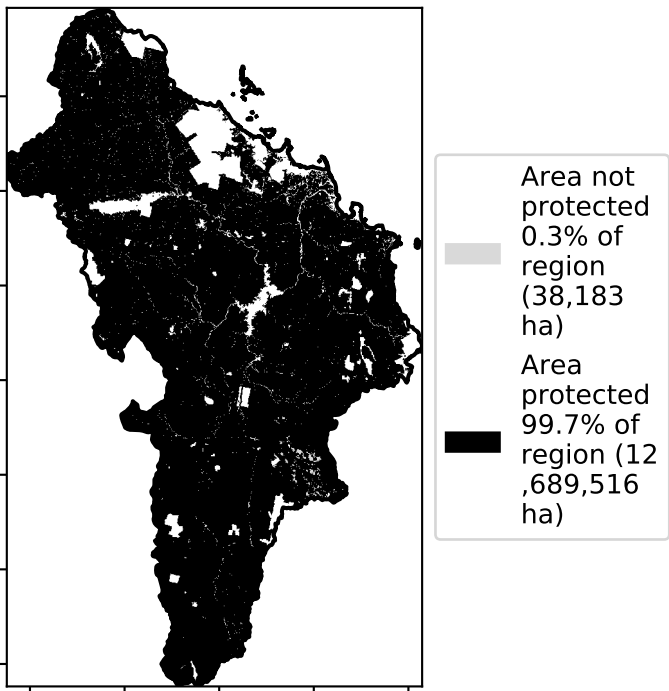 Area not
protected
0.3% of
region
(38,183
ha)
Area
protected
99.7% of
region (12
,689,516
ha)